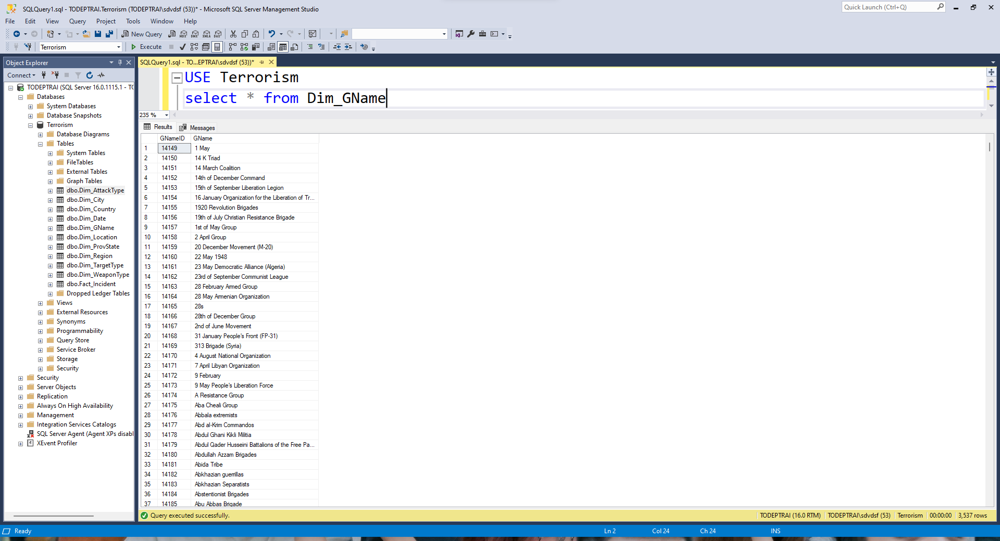 SQLQuery1.sql - TODEPTRAI.Terrorism (TODEPTRAI\sdvdsf (53))* - Microsoft SQL Server Management Studio
Quick Launch (Ctrl+Q)
File Edit View Query Project Tools Window Help
New Query
MDX DMX XMLA DAX
Terrorism
Execute
Object Explorer
Connect
TODEPTRAI (SQL Server 16.0.1115.1 - TO
Databases
System Databases
Database Snapshots
Terrorism
Database Diagrams
Tables
System Tables
FileTables
External Tables
Graph Tables
dbo.Dim_AttackType
dbo.Dim_City
dbo.Dim_Country
dbo.Dim_Date
dbo.Dim_GName
dbo.Dim_Location
dbo.Dim_ProvState
dbo.Dim_Region
dbo.Dim_TargetType
dbo.Dim_WeaponType
dbo.Fact_Incident
Dropped Ledger Tables
Views
External Resources
Synonyms
Programmability
Query Store
Service Broker
Storage
Security
Security
Server Objects
Replication
Always On High Availability
Management
Integration Services Catalogs
SQL Server Agent (Agent XPs disabl
XEvent Profiler
SQLQuery1.sql - TO...EPTRAI\sdvdsf (53))*
USE Terrorism
select * from Dim_GName
235 %
Results Messages
GNameID GName
1 14149 1 May
2 14150 14 K Triad
3 14151 14 March Coalition
4 14152 14th of December Command
5 14153 15th of September Liberation Legion
6 14154 16 January Organization for the Liberation of Tr...
7 14155 1920 Revolution Brigades
8 14156 19th of July Christian Resistance Brigade
9 14157 1st of May Group
10 14158 2 April Group
11 14159 20 December Movement (M-20)
12 14160 22 May 1948
13 14161 23 May Democratic Alliance (Algeria)
14 14162 23rd of September Communist League
15 14163 28 February Armed Group
16 14164 28 May Armenian Organization
17 14165 28s
18 14166 28th of December Group
19 14167 2nd of June Movement
20 14168 31 January People's Front (FP-31)
21 14169 313 Brigade (Syria)
22 14170 4 August National Organization
23 14171 7 April Libyan Organization
24 14172 9 February
25 14173 9 May People's Liberation Force
26 14174 A Resistance Group
27 14175 Aba Cheali Group
28 14176 Abbala extremists
29 14177 Abd al-Krim Commandos
30 14178 Abdul Ghani Kikli Militia
31 14179 Abdul Qader Husseini Battalions of the Free Pa...
32 14180 Abdullah Azzam Brigades
33 14181 Abida Tribe
34 14182 Abkhazian guerrillas
35 14183 Abkhazian Separatists
36 14184 Abstentionist Brigades
37 14185 Abu Abbas Brigade
Query executed successfully.
TODEPTRAI (16.0 RTM) TODEPTRAI\sdvdsf (53) Terrorism 00:00:00 3,537 rows
Ready Ln 2 Col 24 Ch 24 INS